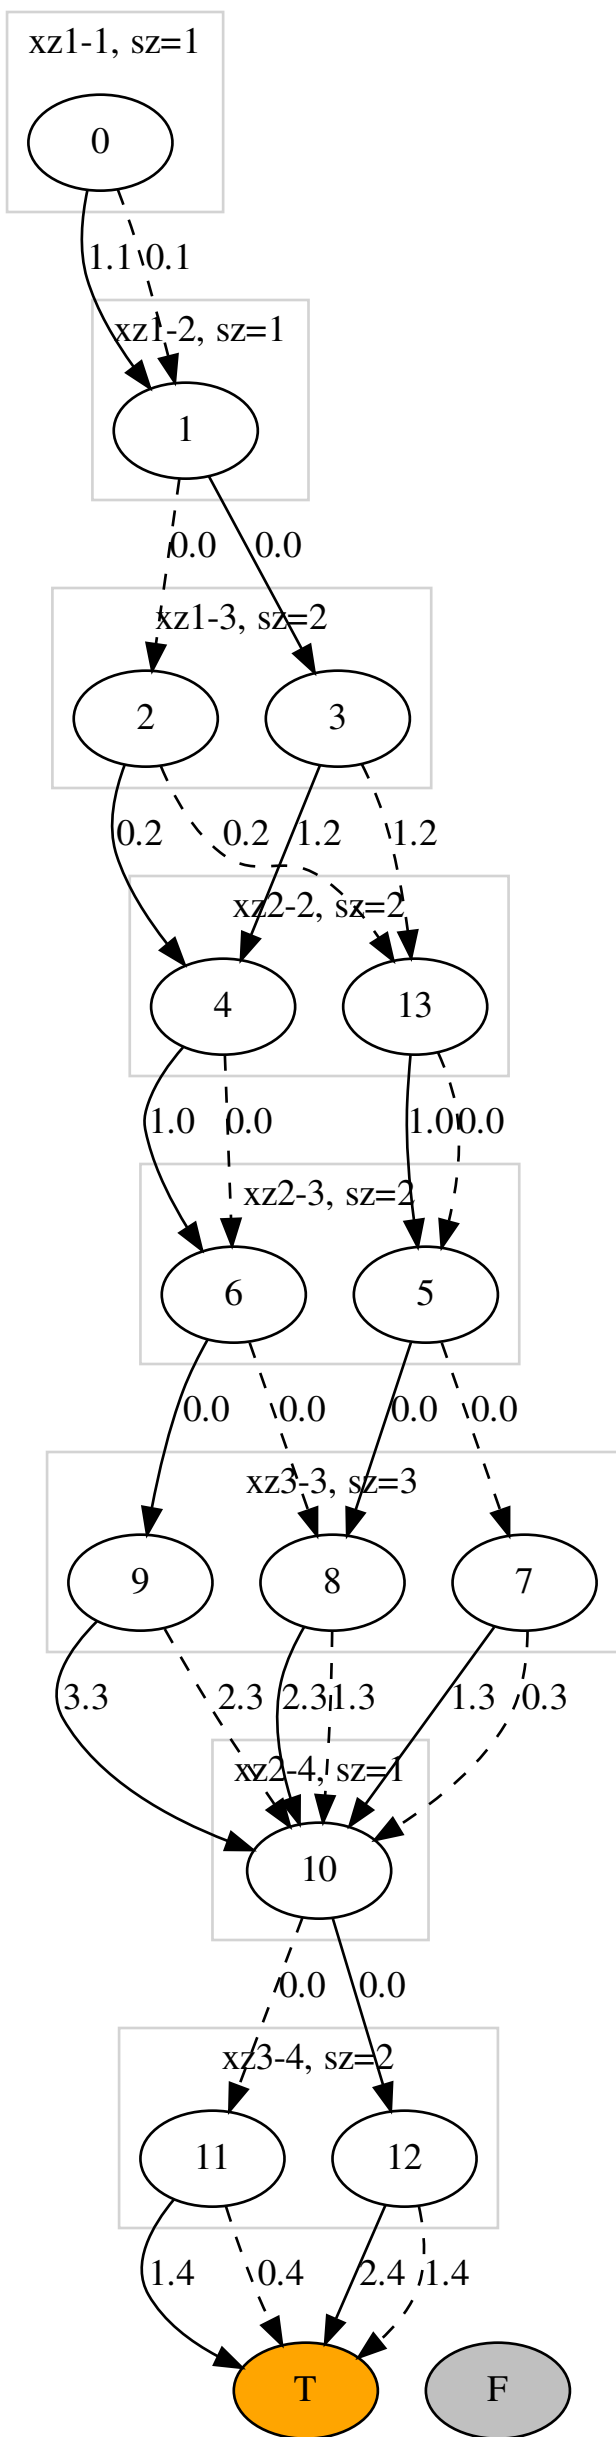 xz1-1, sz=1
0
1.1 0.1
xz1-2, sz=1
1
0.0 0.0
xz1-3, sz=2
2 3
0.2 0.2 1.2 1.2
xz2-2, sz=2
4 13
1.0 0.0 1.0 0.0
xz2-3, sz=2
6 5
0.0 0.0 0.0 0.0
xz3-3, sz=3
9 8 7
3.3 2.3 2.3 1.3 1.3 0.3
xz2-4, sz=1
10
0.0 0.0
xz3-4, sz=2
11 12
1.4 0.4 2.4 1.4
T F